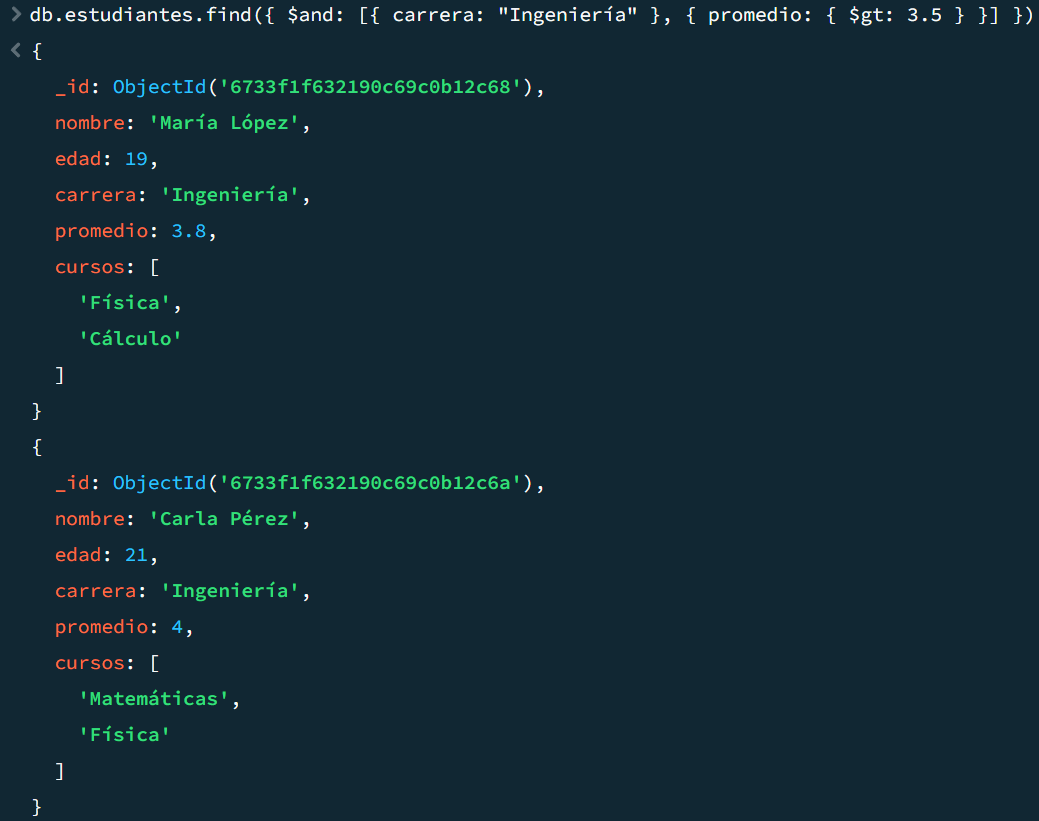 > db.estudiantes.find({ $and: [{ carrera: "Ingeniería" }, { promedio: { $gt: 3.5 } }] })
< {
_id: ObjectId('6733f1f632190c69c0b12c68'),
nombre: 'María López',
edad: 19,
carrera: 'Ingeniería',
promedio: 3.8,
cursos: [
'Física',
'Cálculo'
]
}
{
_id: ObjectId('6733f1f632190c69c0b12c6a'),
nombre: 'Carla Pérez',
edad: 21,
carrera: 'Ingeniería',
promedio: 4,
cursos: [
'Matemáticas',
'Física'
]
}